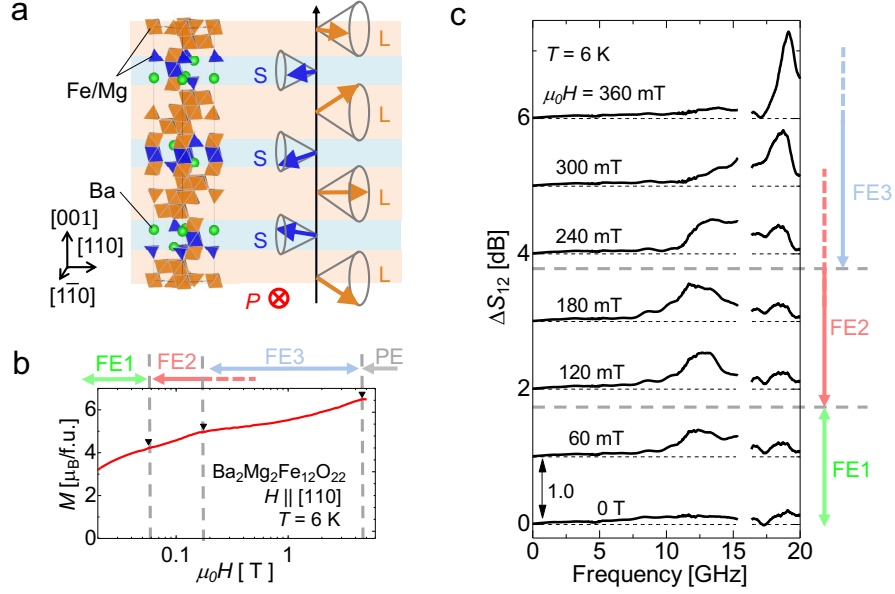 a
Fe/Mg
Ba
[001]
[110]
[11̅0]
L
S
L
S
L
S
L
P
b
FE1
FE2
FE3
PE
M [μB/f.u.]
6
4
2
0
Ba2Mg2Fe12O22
H || [110]
T = 6 K
0.1
1
μ0H [ T ]
c
ΔS12 [dB]
T = 6 K
μ0H = 360 mT
6
300 mT
240 mT
4
180 mT
120 mT
2
60 mT
1.0
0 T
0
0
5
10
15
20
Frequency [GHz]
FE3
FE2
FE1